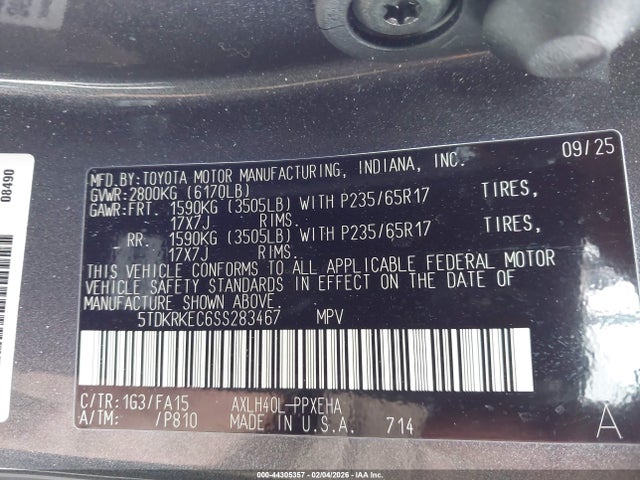 08490
MFD.BY:TOYOTA MOTOR MANUFACTURING, INDIANA, INC. 09/25
GVWR:2800KG (6170LB)
GAWR:FRT. 1590KG (3505LB) WITH P235/65R17 TIRES,
17X7J RIMS.
RR. 1590KG (3505LB) WITH P235/65R17 TIRES,
17X7J RIMS.
THIS VEHICLE CONFORMS TO ALL APPLICABLE FEDERAL MOTOR
VEHICLE SAFETY STANDARDS IN EFFECT ON THE DATE OF
MANUFACTURE SHOWN ABOVE.
5TDKRKEC6SS283467 MPV
C/TR:1G3/FA15 AXLH40L-PPXEHA
A/TM: /P810 MADE IN U.S.A. 714 A
000-44305357 - 02/04/2026 - IAAI.COM